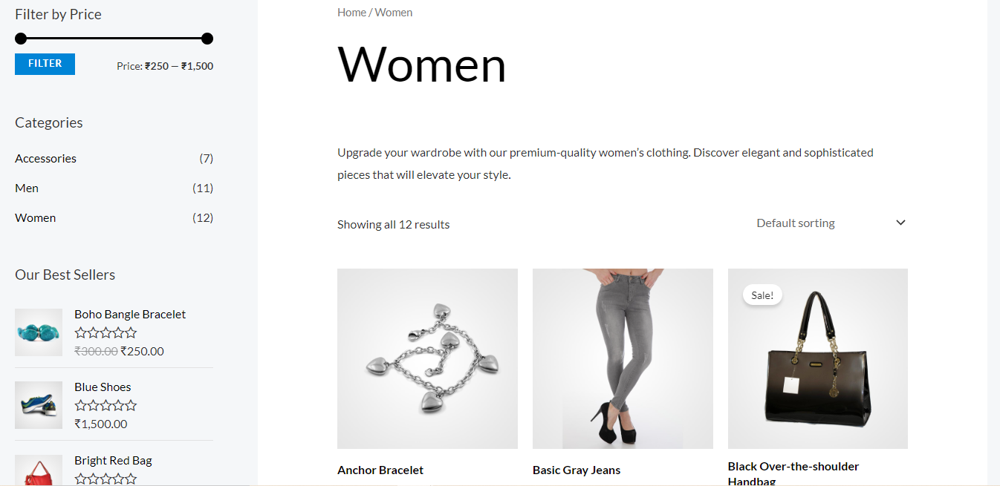 Filter by Price
FILTER
Price: ₹250 — ₹1,500
Categories
Accessories (7)
Men (11)
Women (12)
Our Best Sellers
Boho Bangle Bracelet
₹300.00 ₹250.00
Blue Shoes
₹1,500.00
Bright Red Bag
Home / Women
Women
Upgrade your wardrobe with our premium-quality women’s clothing. Discover elegant and sophisticated
pieces that will elevate your style.
Showing all 12 results
Default sorting
Sale!
Anchor Bracelet
Basic Gray Jeans
Black Over-the-shoulder
Handbag